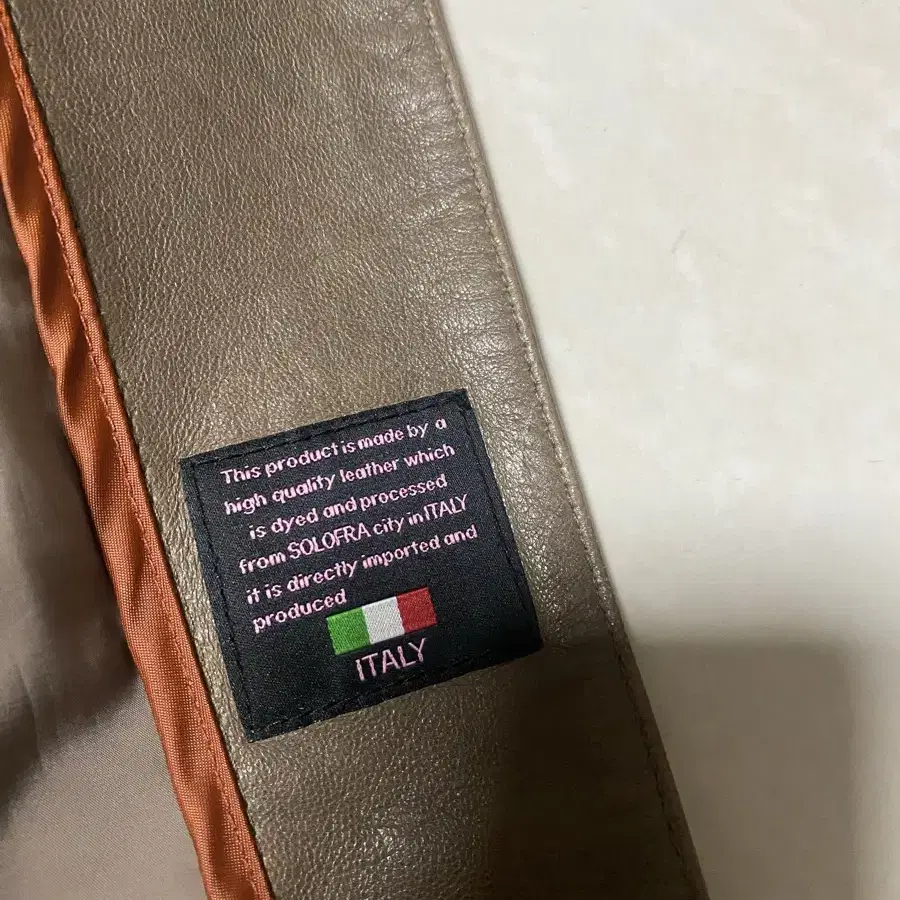 This product is made by a
high quality leather which
is dyed and processed
from SOLOFRA city in ITALY
it is directly imported and
produced
ITALY